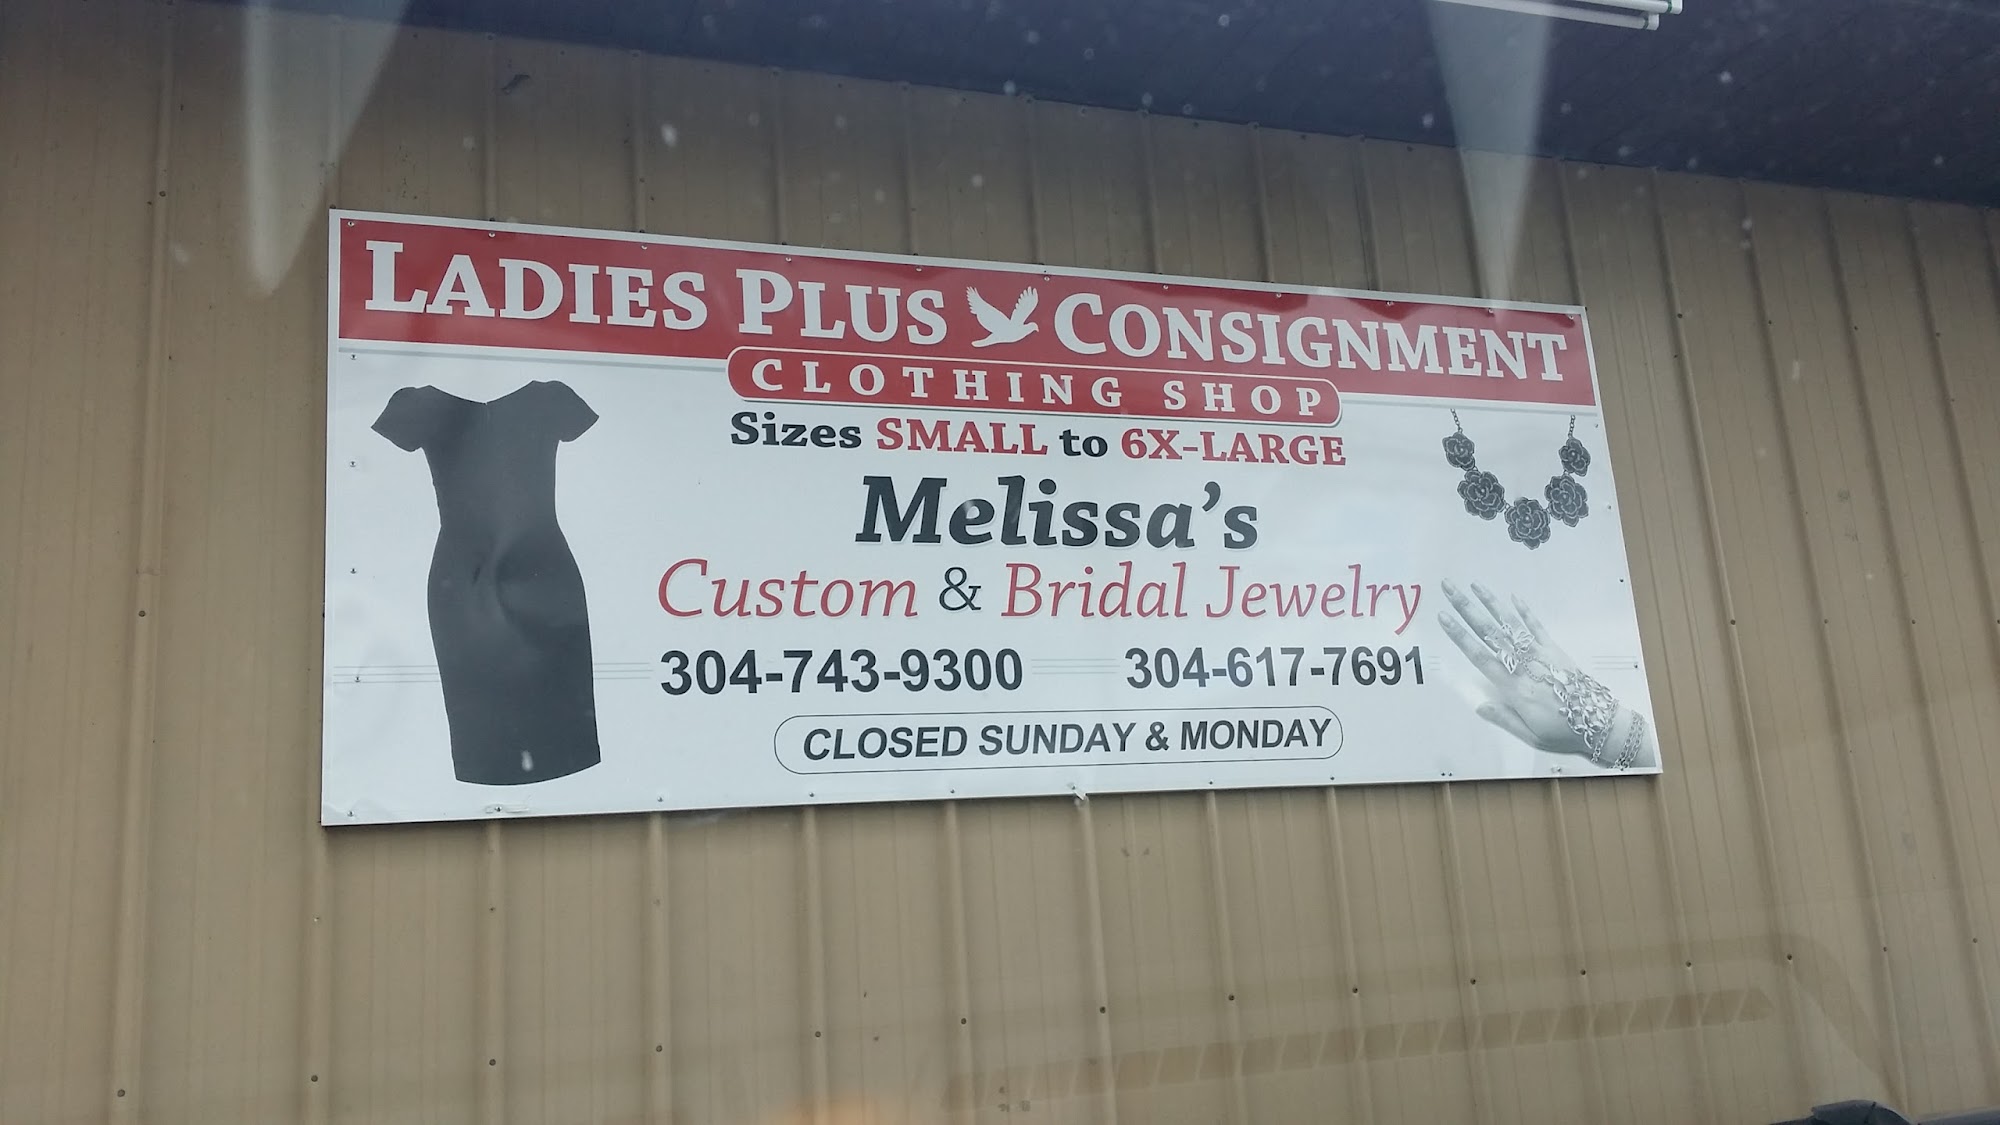 LADIES PLUS CONSIGNMENT
CLOTHING SHOP
Sizes SMALL to 6X-LARGE
Melissa's
Custom & Bridal Jewelry
304-743-9300 304-617-7691
CLOSED SUNDAY & MONDAY